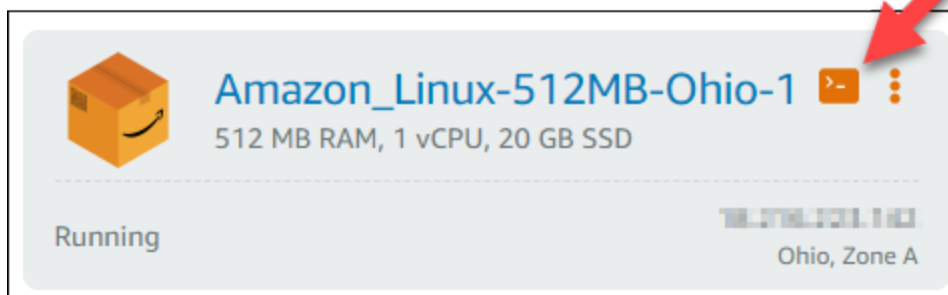 Amazon_Linux-512MB-Ohio-1
512 MB RAM, 1 vCPU, 20 GB SSD
Running
Ohio, Zone A